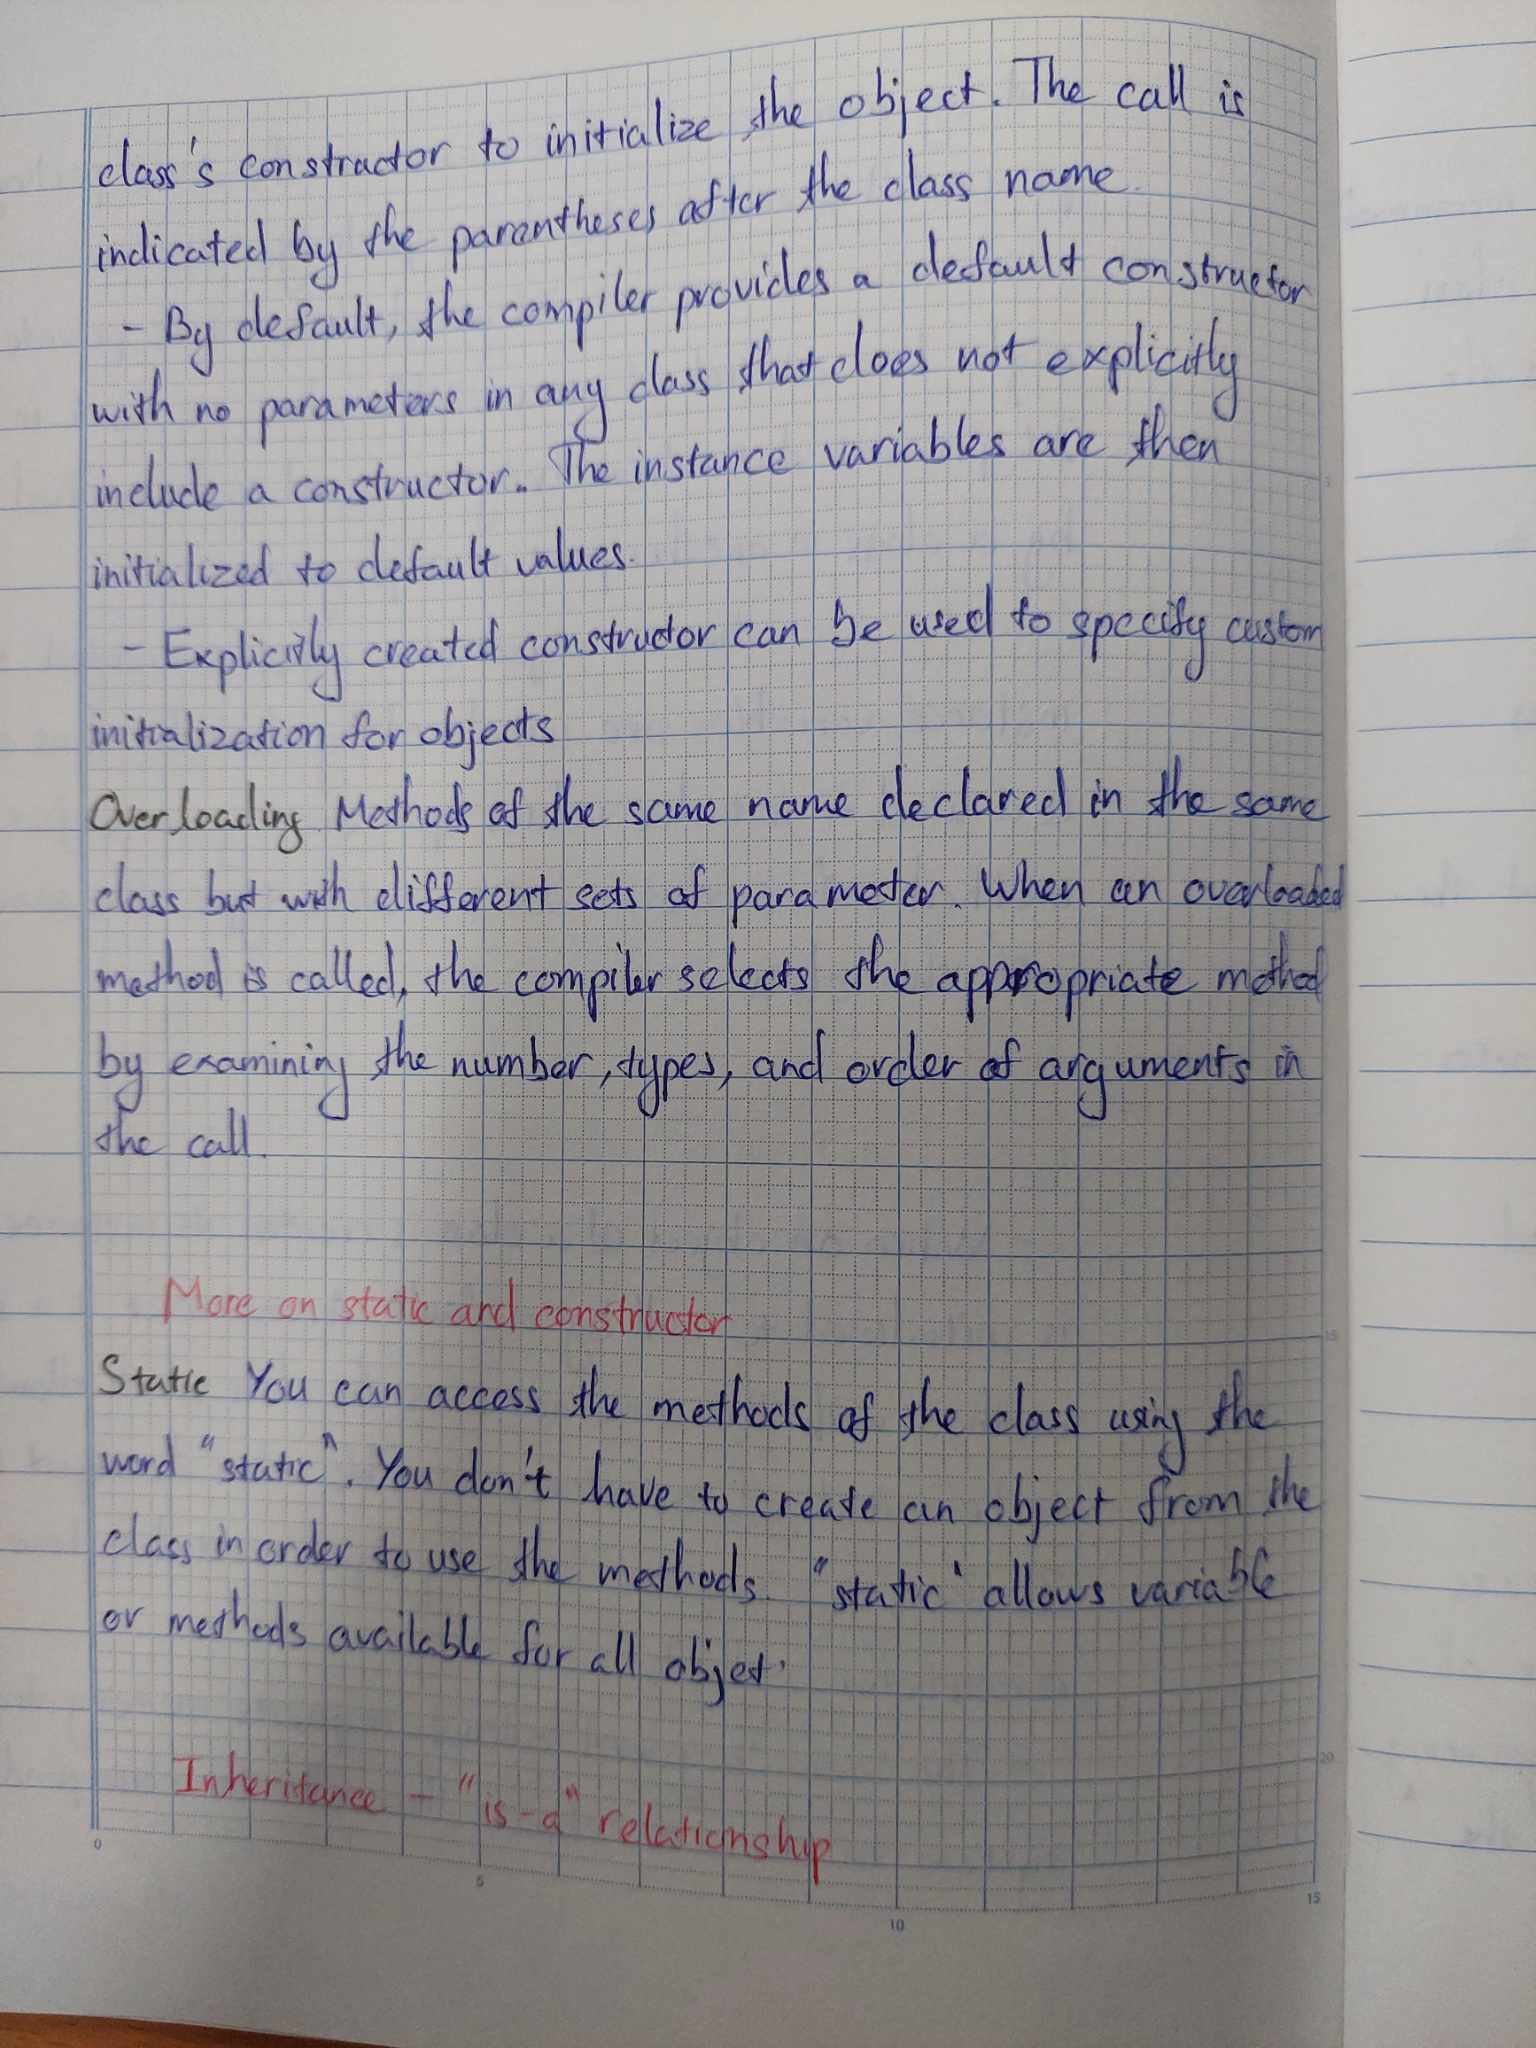 class's constructor to initialize the object. The call is
indicated by the parentheses after the class name.
- By default, the compiler provides a default constructor
with no parameters in any class that does not explicitly
include a constructor. The instance variables are then
initialized to default values.
- Explicitly created constructor can be used to specify custom
initialization for objects
Overloading Methods of the same name declared in the same
class but with different sets of parameter. When an overloaded
method is called, the compiler selects the appropriate method
by examining the number, types, and order of arguments in
the call.
More on static and constructor
Static You can access the methods of the class using the
word "static". You don't have to create an object from the
class in order to use the methods. "static" allows variable
or methods available for all objet.
Inheritance - "is-a" relationship
0
5
10
15
15
20